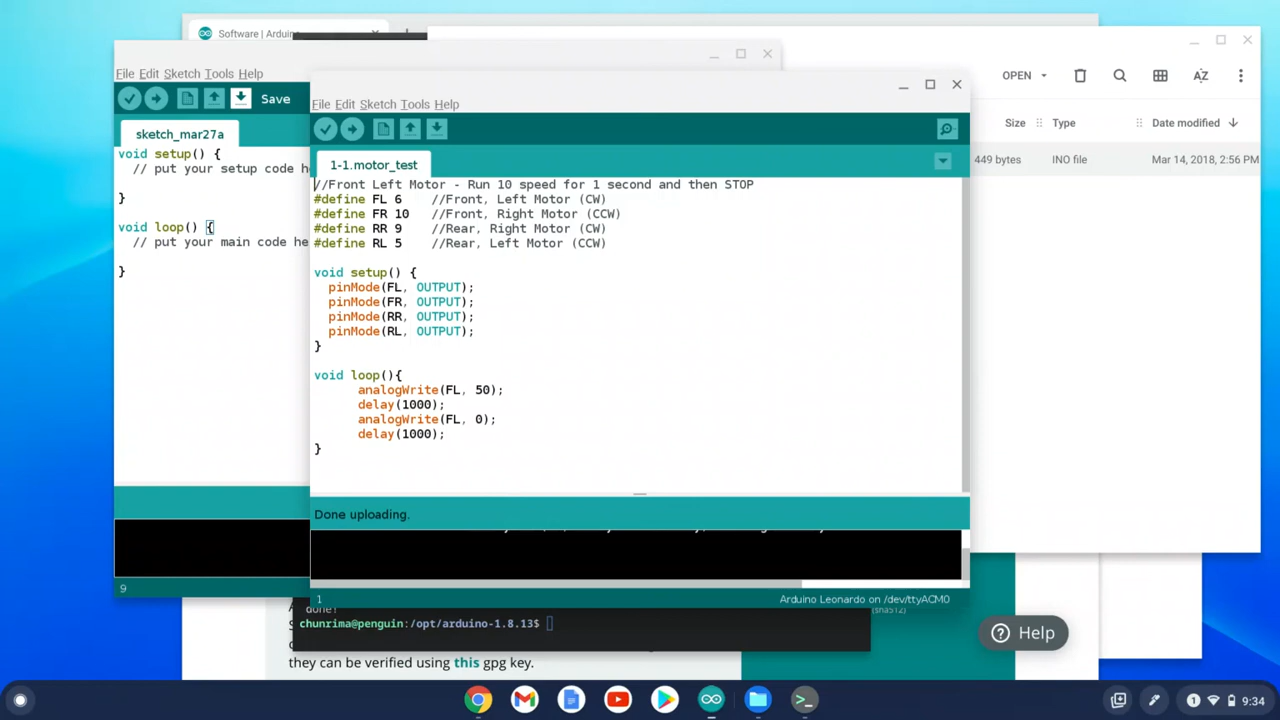 Software | Arduino
OPEN
AZ
Size
Type
Date modified
449 bytes
INO file
Mar 14, 2018, 2:56 PM
File Edit Sketch Tools Help
Save
sketch_mar27a
void setup() {
// put your setup code he
}
void loop() {
// put your main code he
}
9
File Edit Sketch Tools Help
1-1.motor_test
//Front Left Motor - Run 10 speed for 1 second and then STOP
#define FL 6 //Front, Left Motor (CW)
#define FR 10 //Front, Right Motor (CCW)
#define RR 9 //Rear, Right Motor (CW)
#define RL 5 //Rear, Left Motor (CCW)
void setup() {
pinMode(FL, OUTPUT);
pinMode(FR, OUTPUT);
pinMode(RR, OUTPUT);
pinMode(RL, OUTPUT);
}
void loop(){
analogWrite(FL, 50);
delay(1000);
analogWrite(FL, 0);
delay(1000);
}
Done uploading.
1
Arduino Leonardo on /dev/ttyACM0
done!
(sha512)
chunrima@penguin:/opt/arduino-1.8.13$
they can be verified using this gpg key.
? Help
1
9:34